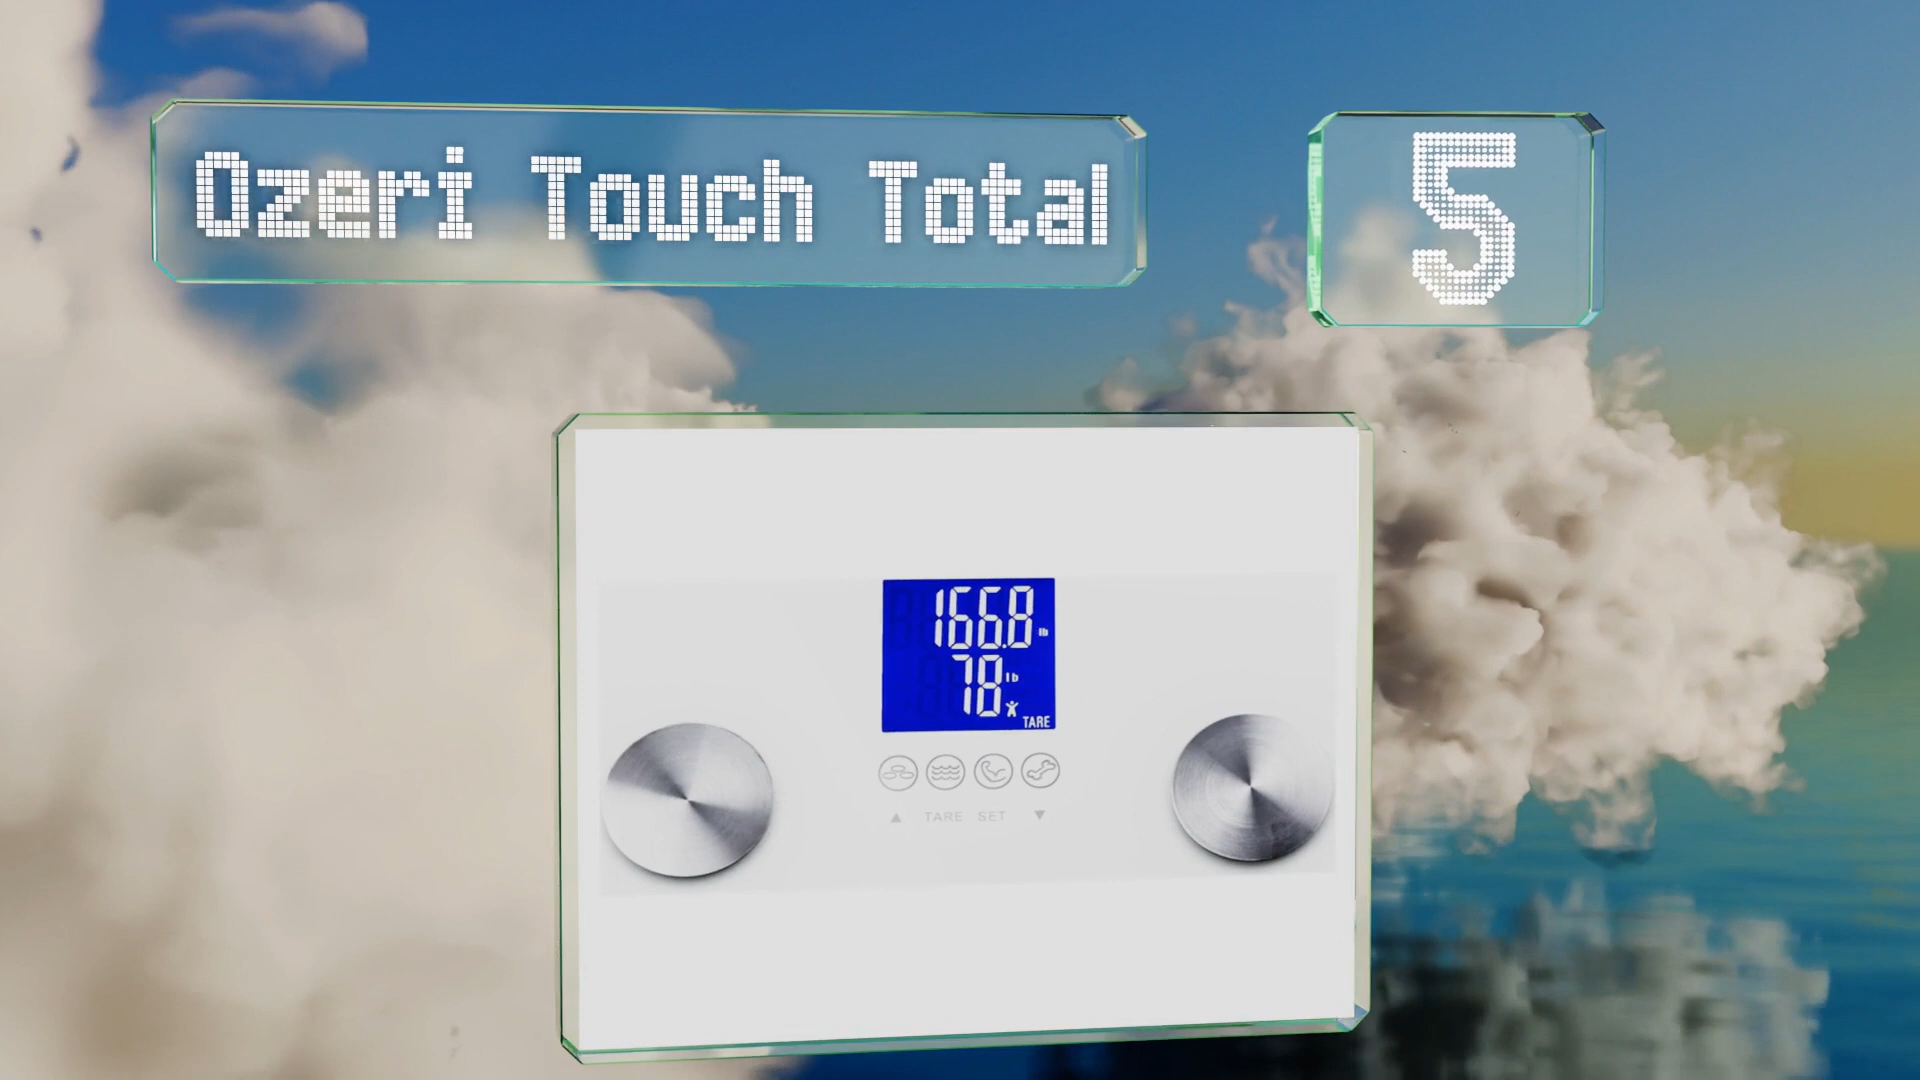 Ozeri Touch Total
5
166.8 lb
78 lb
TARE
▲ TARE SET ▼